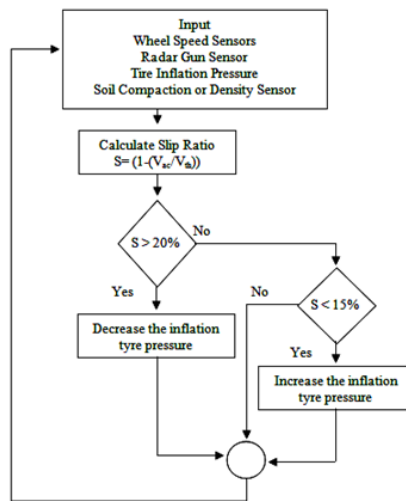 Input
Wheel Speed Sensors
Radar Gun Sensor
Tire Inflation Pressure
Soil Compaction or Density Sensor
Calculate Slip Ratio
S= (1-(Vac/Vth))
S > 20%
No
Yes
No
S < 15%
Decrease the inflation
tyre pressure
Yes
Increase the inflation
tyre pressure